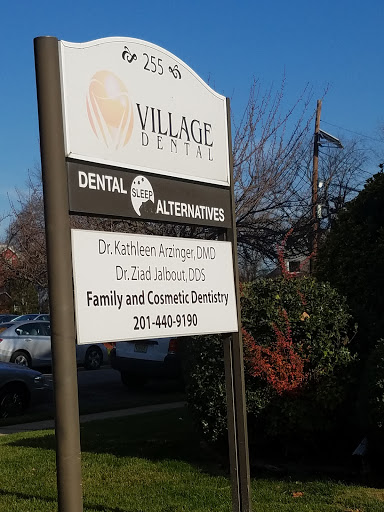 255
VILLAGE
DENTAL
DENTAL SLEEP ALTERNATIVES
Dr. Kathleen Arzinger, DMD
Dr. Ziad Jalbout, DDS
Family and Cosmetic Dentistry
201-440-9190